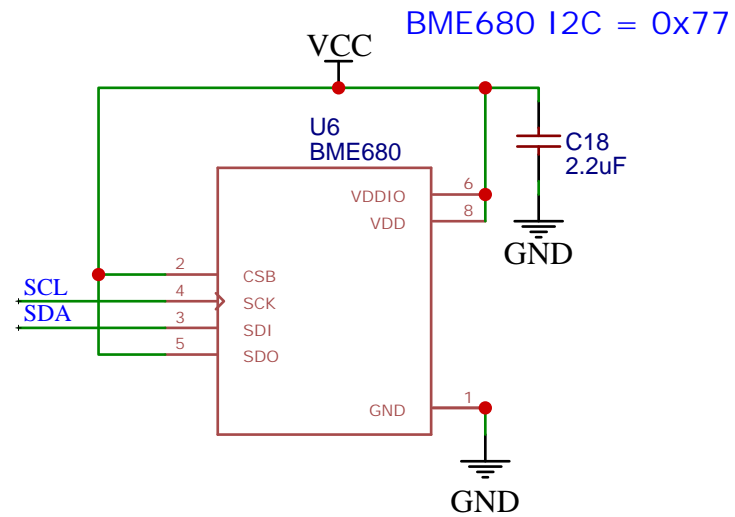 BME680 I2C = 0x77
VCC
U6
BME680
C18
2.2uF
6
VDDIO
8
VDD
GND
2
CSB
SCL
4
SCK
SDA
3
SDI
5
SDO
1
GND
GND